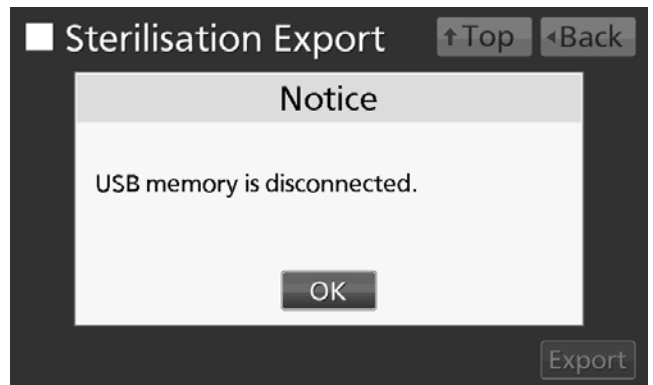 Sterilisation Export
↑Top
◂Back
Notice
USB memory is disconnected.
OK
Export